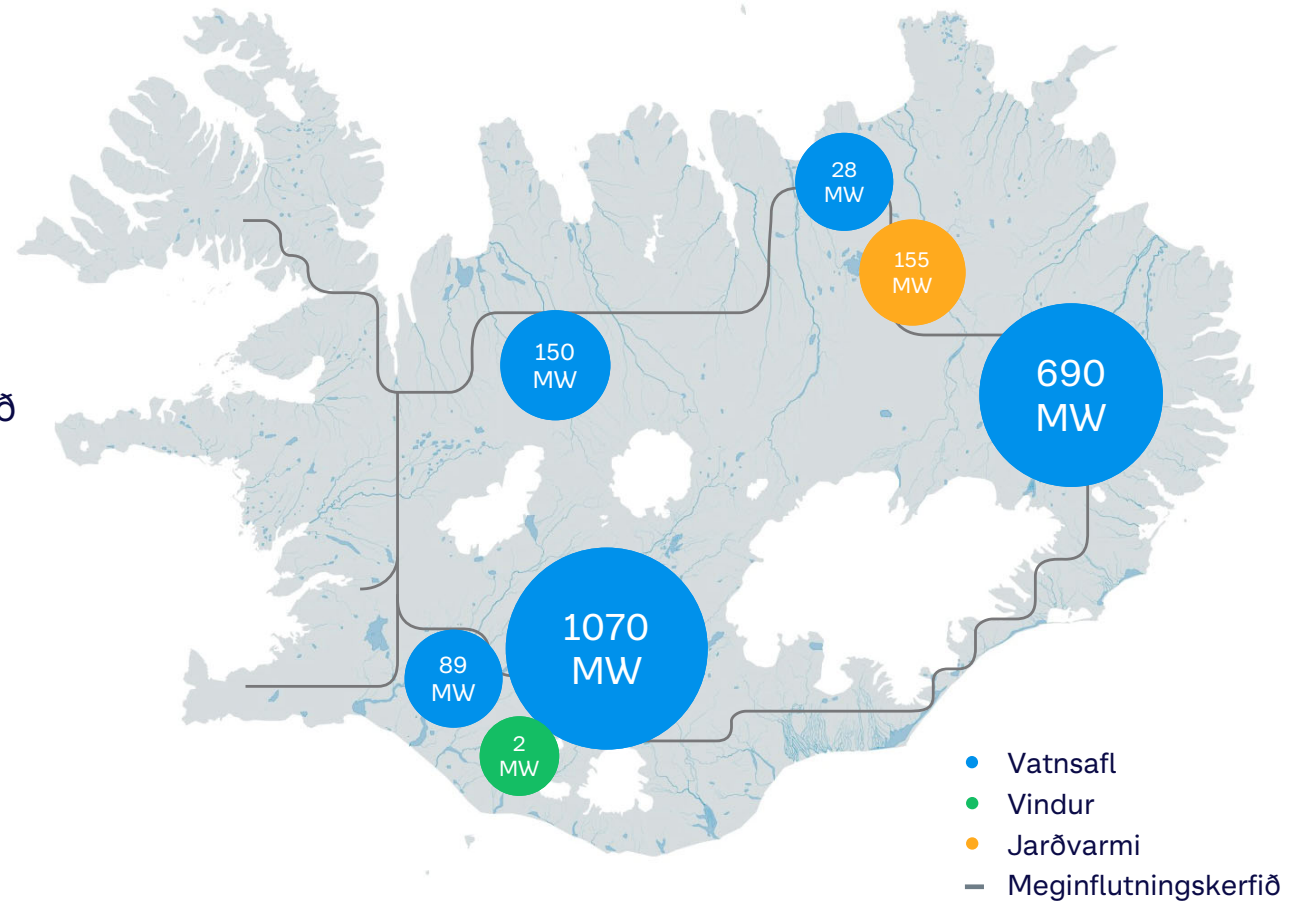 28
MW
155
MW
150
MW
690
MW
ð
1070
MW
89
MW
2
MW
Vatnsafl
Vindur
Jarðvarmi
Meginflutningskerfið